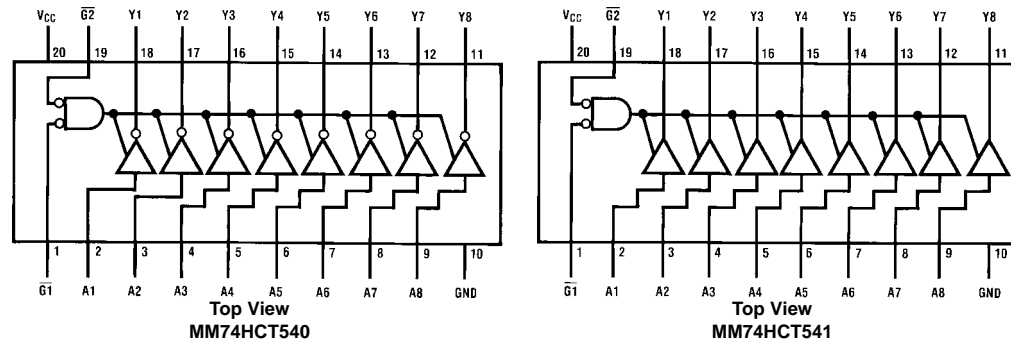 VCC G2 Y1 Y2 Y3 Y4 Y5 Y6 Y7 Y8
20 19 18 17 16 15 14 13 12 11
1 2 3 4 5 6 7 8 9 10
G1 A1 A2 A3 A4 A5 A6 A7 A8 GND
Top View
MM74HCT540
VCC G2 Y1 Y2 Y3 Y4 Y5 Y6 Y7 Y8
20 19 18 17 16 15 14 13 12 11
1 2 3 4 5 6 7 8 9 10
G1 A1 A2 A3 A4 A5 A6 A7 A8 GND
Top View
MM74HCT541